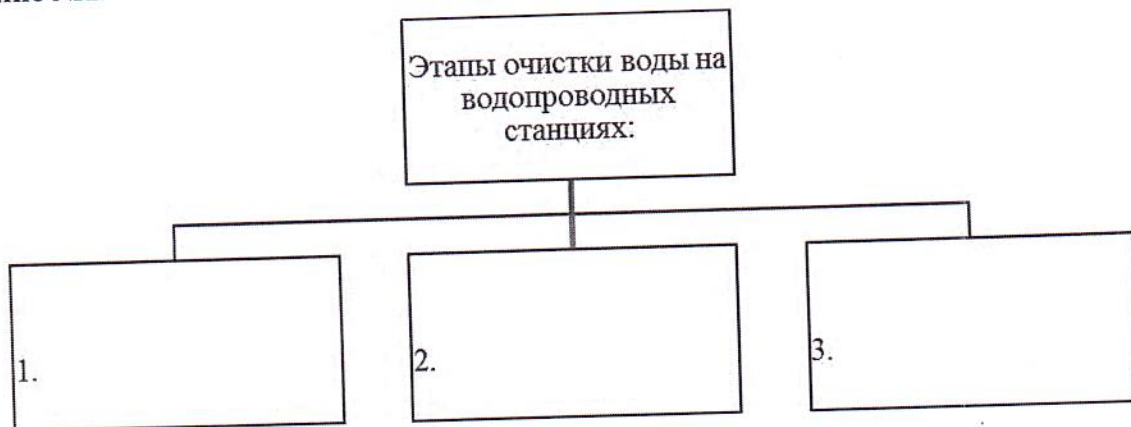 Этапы очистки воды на
водопроводных
станциях:
1.
2.
3.